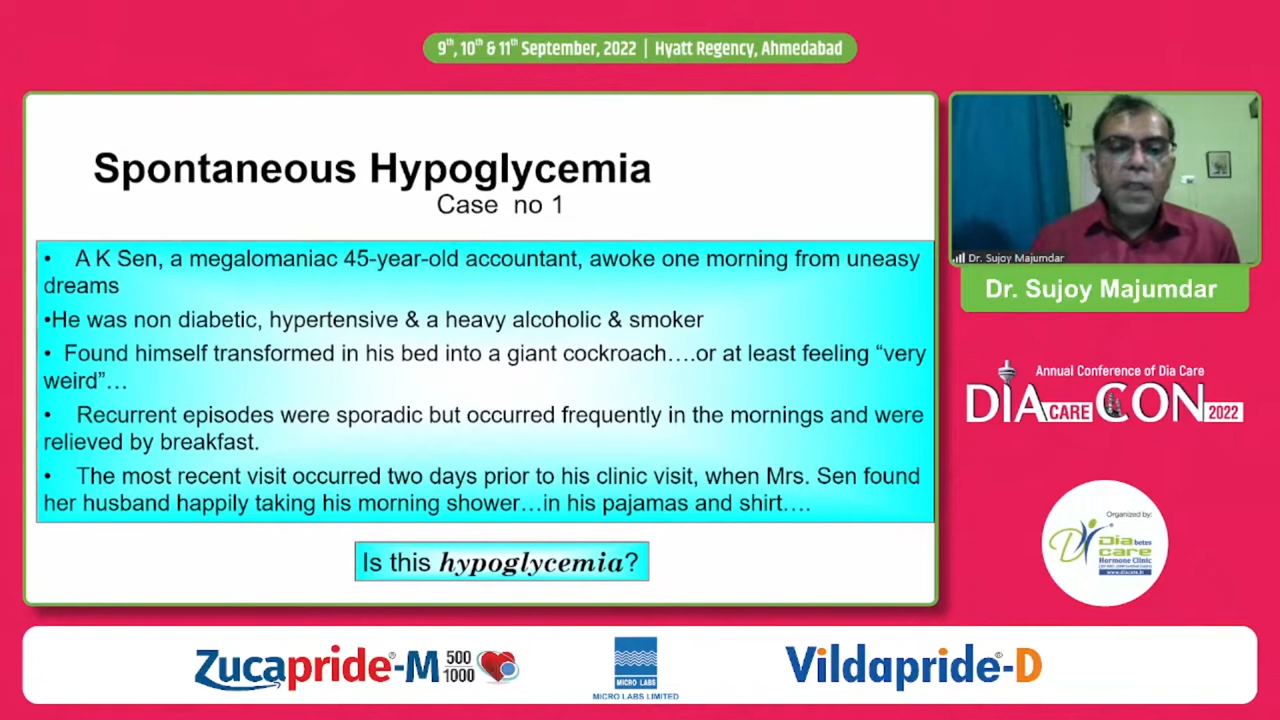 9th, 10th & 11th September, 2022 | Hyatt Regency, Ahmedabad
Spontaneous Hypoglycemia
Case no 1
• A K Sen, a megalomaniac 45-year-old accountant, awoke one morning from uneasy
dreams
•He was non diabetic, hypertensive & a heavy alcoholic & smoker
• Found himself transformed in his bed into a giant cockroach….or at least feeling “very
weird”…
• Recurrent episodes were sporadic but occurred frequently in the mornings and were
relieved by breakfast.
• The most recent visit occurred two days prior to his clinic visit, when Mrs. Sen found
her husband happily taking his morning shower…in his pajamas and shirt….
Is this hypoglycemia?
Dr. Sujoy Majumdar
Dr. Sujoy Majumdar
Annual Conference of Dia Care
DIA CARE CON 2022
Organized by:
Diabetes
care
Hormone Clinic
www.diacare.in
Zucapride®-M 500
1000
MICRO LABS
MICRO LABS LIMITED
Vildapride®-D